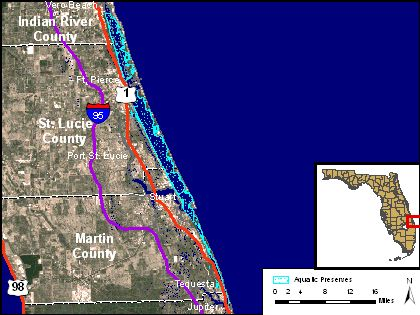 Vero Beach
Indian River
County
Ft. Pierce
1
95
St. Lucie
County
Port St. Lucie
Stuart
Martin
County
98
Tequesta
Jupiter
Aquatic Preserves
0 2 4 8 12 16
Miles
N